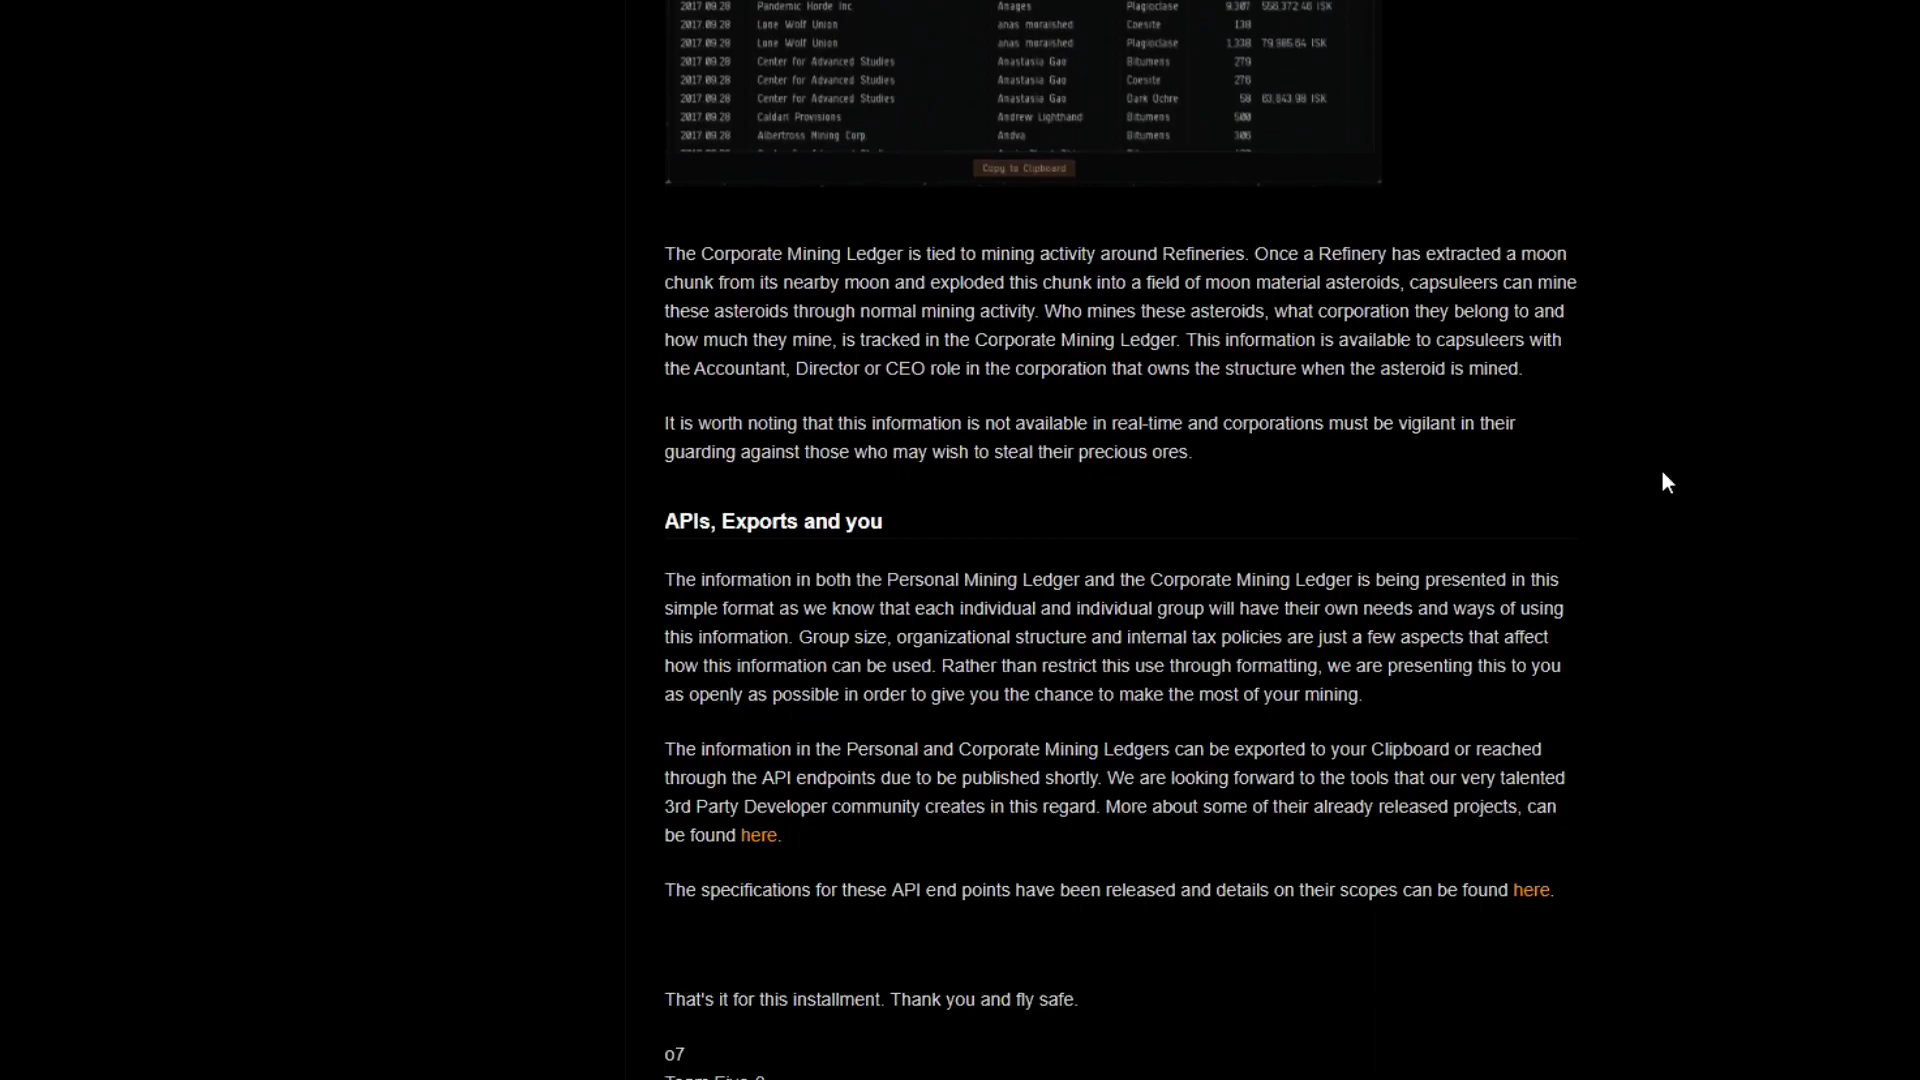 2017 09.28 Pandemic Horde Inc Anages Plagioclase 9,307 558,372.46 ISK
2017 09.28 Lone Wolf Union anas moraished Coesite 138
2017 09.28 Lone Wolf Union anas moraished Plagioclase 1,338 79,985.64 ISK
2017 09.28 Center for Advanced Studies Anastasia Gao Bitumens 279
2017 09.28 Center for Advanced Studies Anastasia Gao Coesite 276
2017 09.28 Center for Advanced Studies Anastasia Gao Dark Ochre 58 83,843.98 ISK
2017 09.28 Caldari Provisions Andrew Lighthand Bitumens 500
2017 09.28 Albertross Mining Corp. Andva Bitumens 306
Copy to Clipboard
The Corporate Mining Ledger is tied to mining activity around Refineries. Once a Refinery has extracted a moon
chunk from its nearby moon and exploded this chunk into a field of moon material asteroids, capsuleers can mine
these asteroids through normal mining activity. Who mines these asteroids, what corporation they belong to and
how much they mine, is tracked in the Corporate Mining Ledger. This information is available to capsuleers with
the Accountant, Director or CEO role in the corporation that owns the structure when the asteroid is mined.
It is worth noting that this information is not available in real-time and corporations must be vigilant in their
guarding against those who may wish to steal their precious ores.
APIs, Exports and you
The information in both the Personal Mining Ledger and the Corporate Mining Ledger is being presented in this
simple format as we know that each individual and individual group will have their own needs and ways of using
this information. Group size, organizational structure and internal tax policies are just a few aspects that affect
how this information can be used. Rather than restrict this use through formatting, we are presenting this to you
as openly as possible in order to give you the chance to make the most of your mining.
The information in the Personal and Corporate Mining Ledgers can be exported to your Clipboard or reached
through the API endpoints due to be published shortly. We are looking forward to the tools that our very talented
3rd Party Developer community creates in this regard. More about some of their already released projects, can
be found here.
The specifications for these API end points have been released and details on their scopes can be found here.
That's it for this installment. Thank you and fly safe.
o7